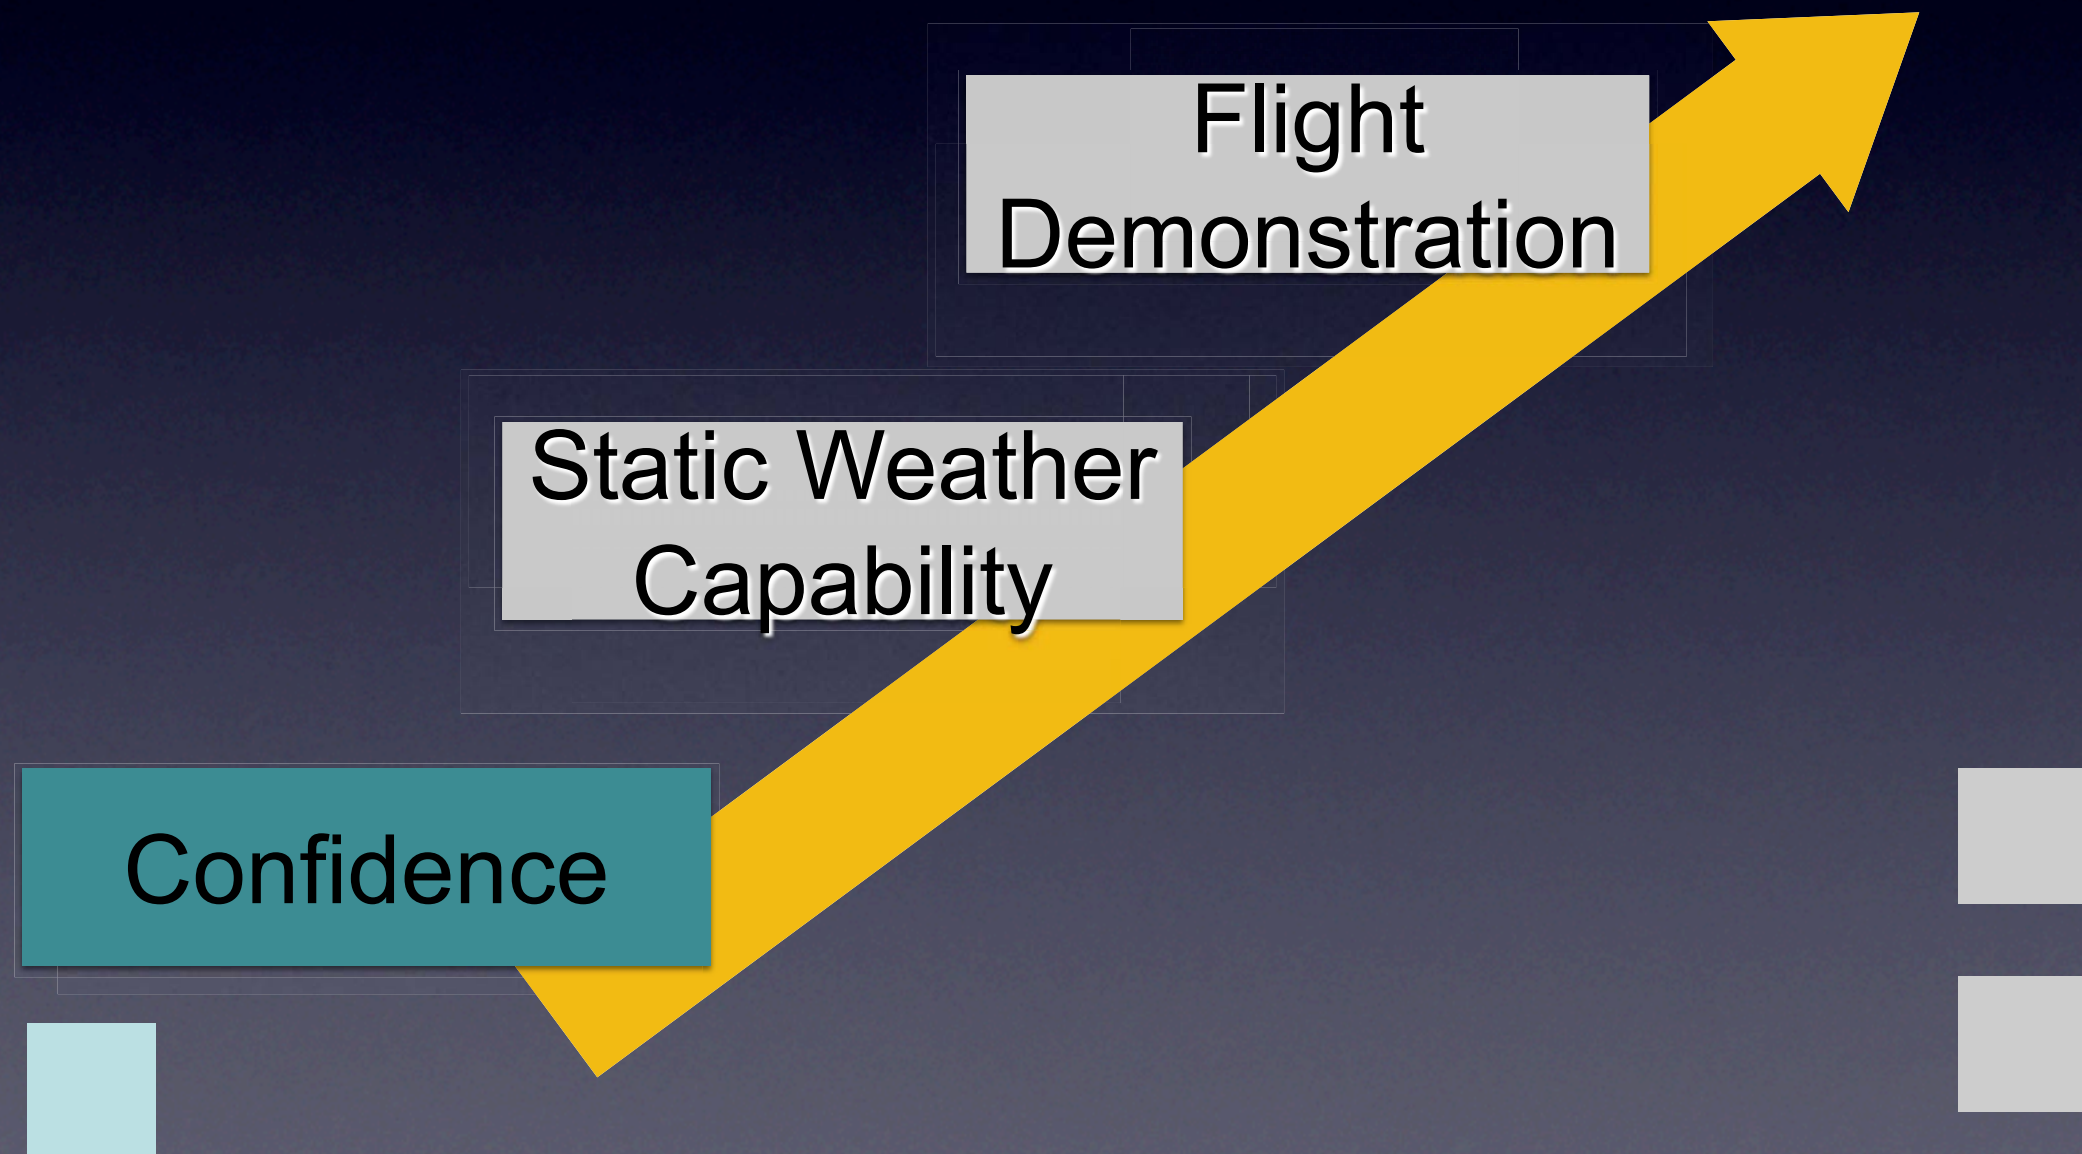 Flight
Demonstration
Static Weather
Capability
Confidence